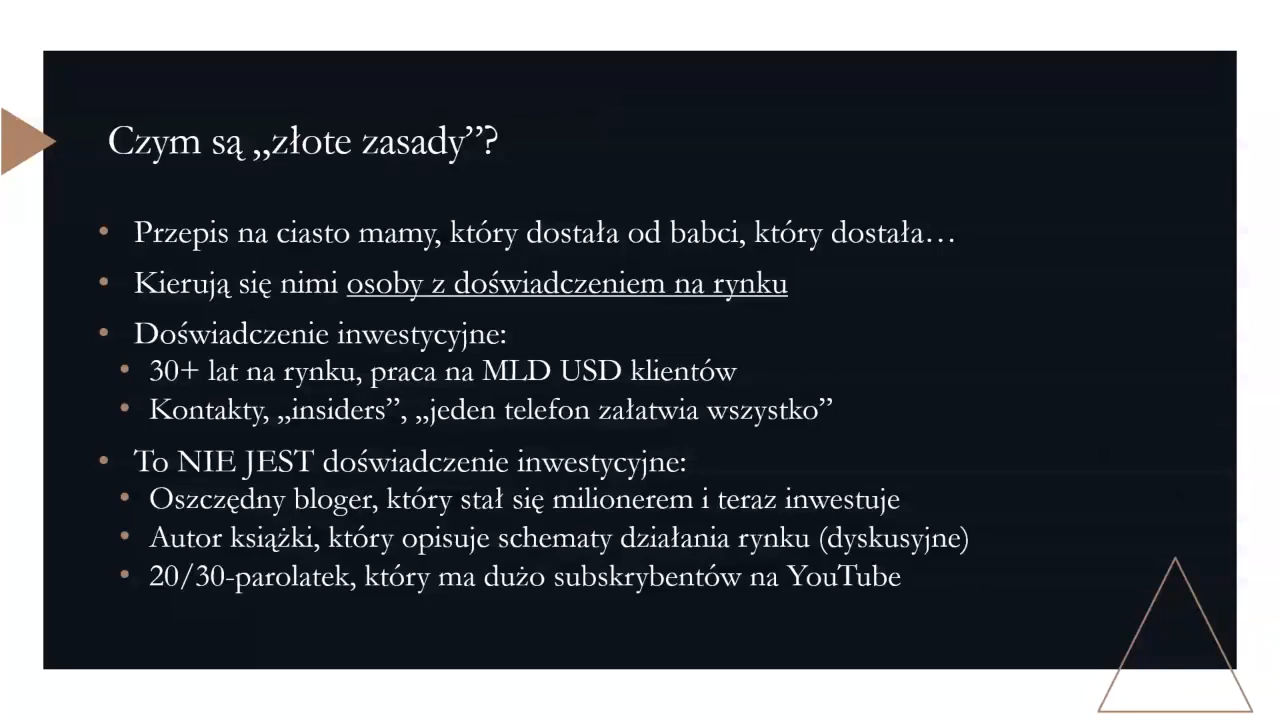 Czym są „złote zasady”?
• Przepis na ciasto mamy, który dostała od babci, który dostała…
• Kierują się nimi osoby z doświadczeniem na rynku
• Doświadczenie inwestycyjne:
• 30+ lat na rynku, praca na MLD USD klientów
• Kontakty, „insiders”, „jeden telefon załatwia wszystko”
• To NIE JEST doświadczenie inwestycyjne:
• Oszczędny bloger, który stał się milionerem i teraz inwestuje
• Autor książki, który opisuje schematy działania rynku (dyskusyjne)
• 20/30-parolatek, który ma dużo subskrybentów na YouTube